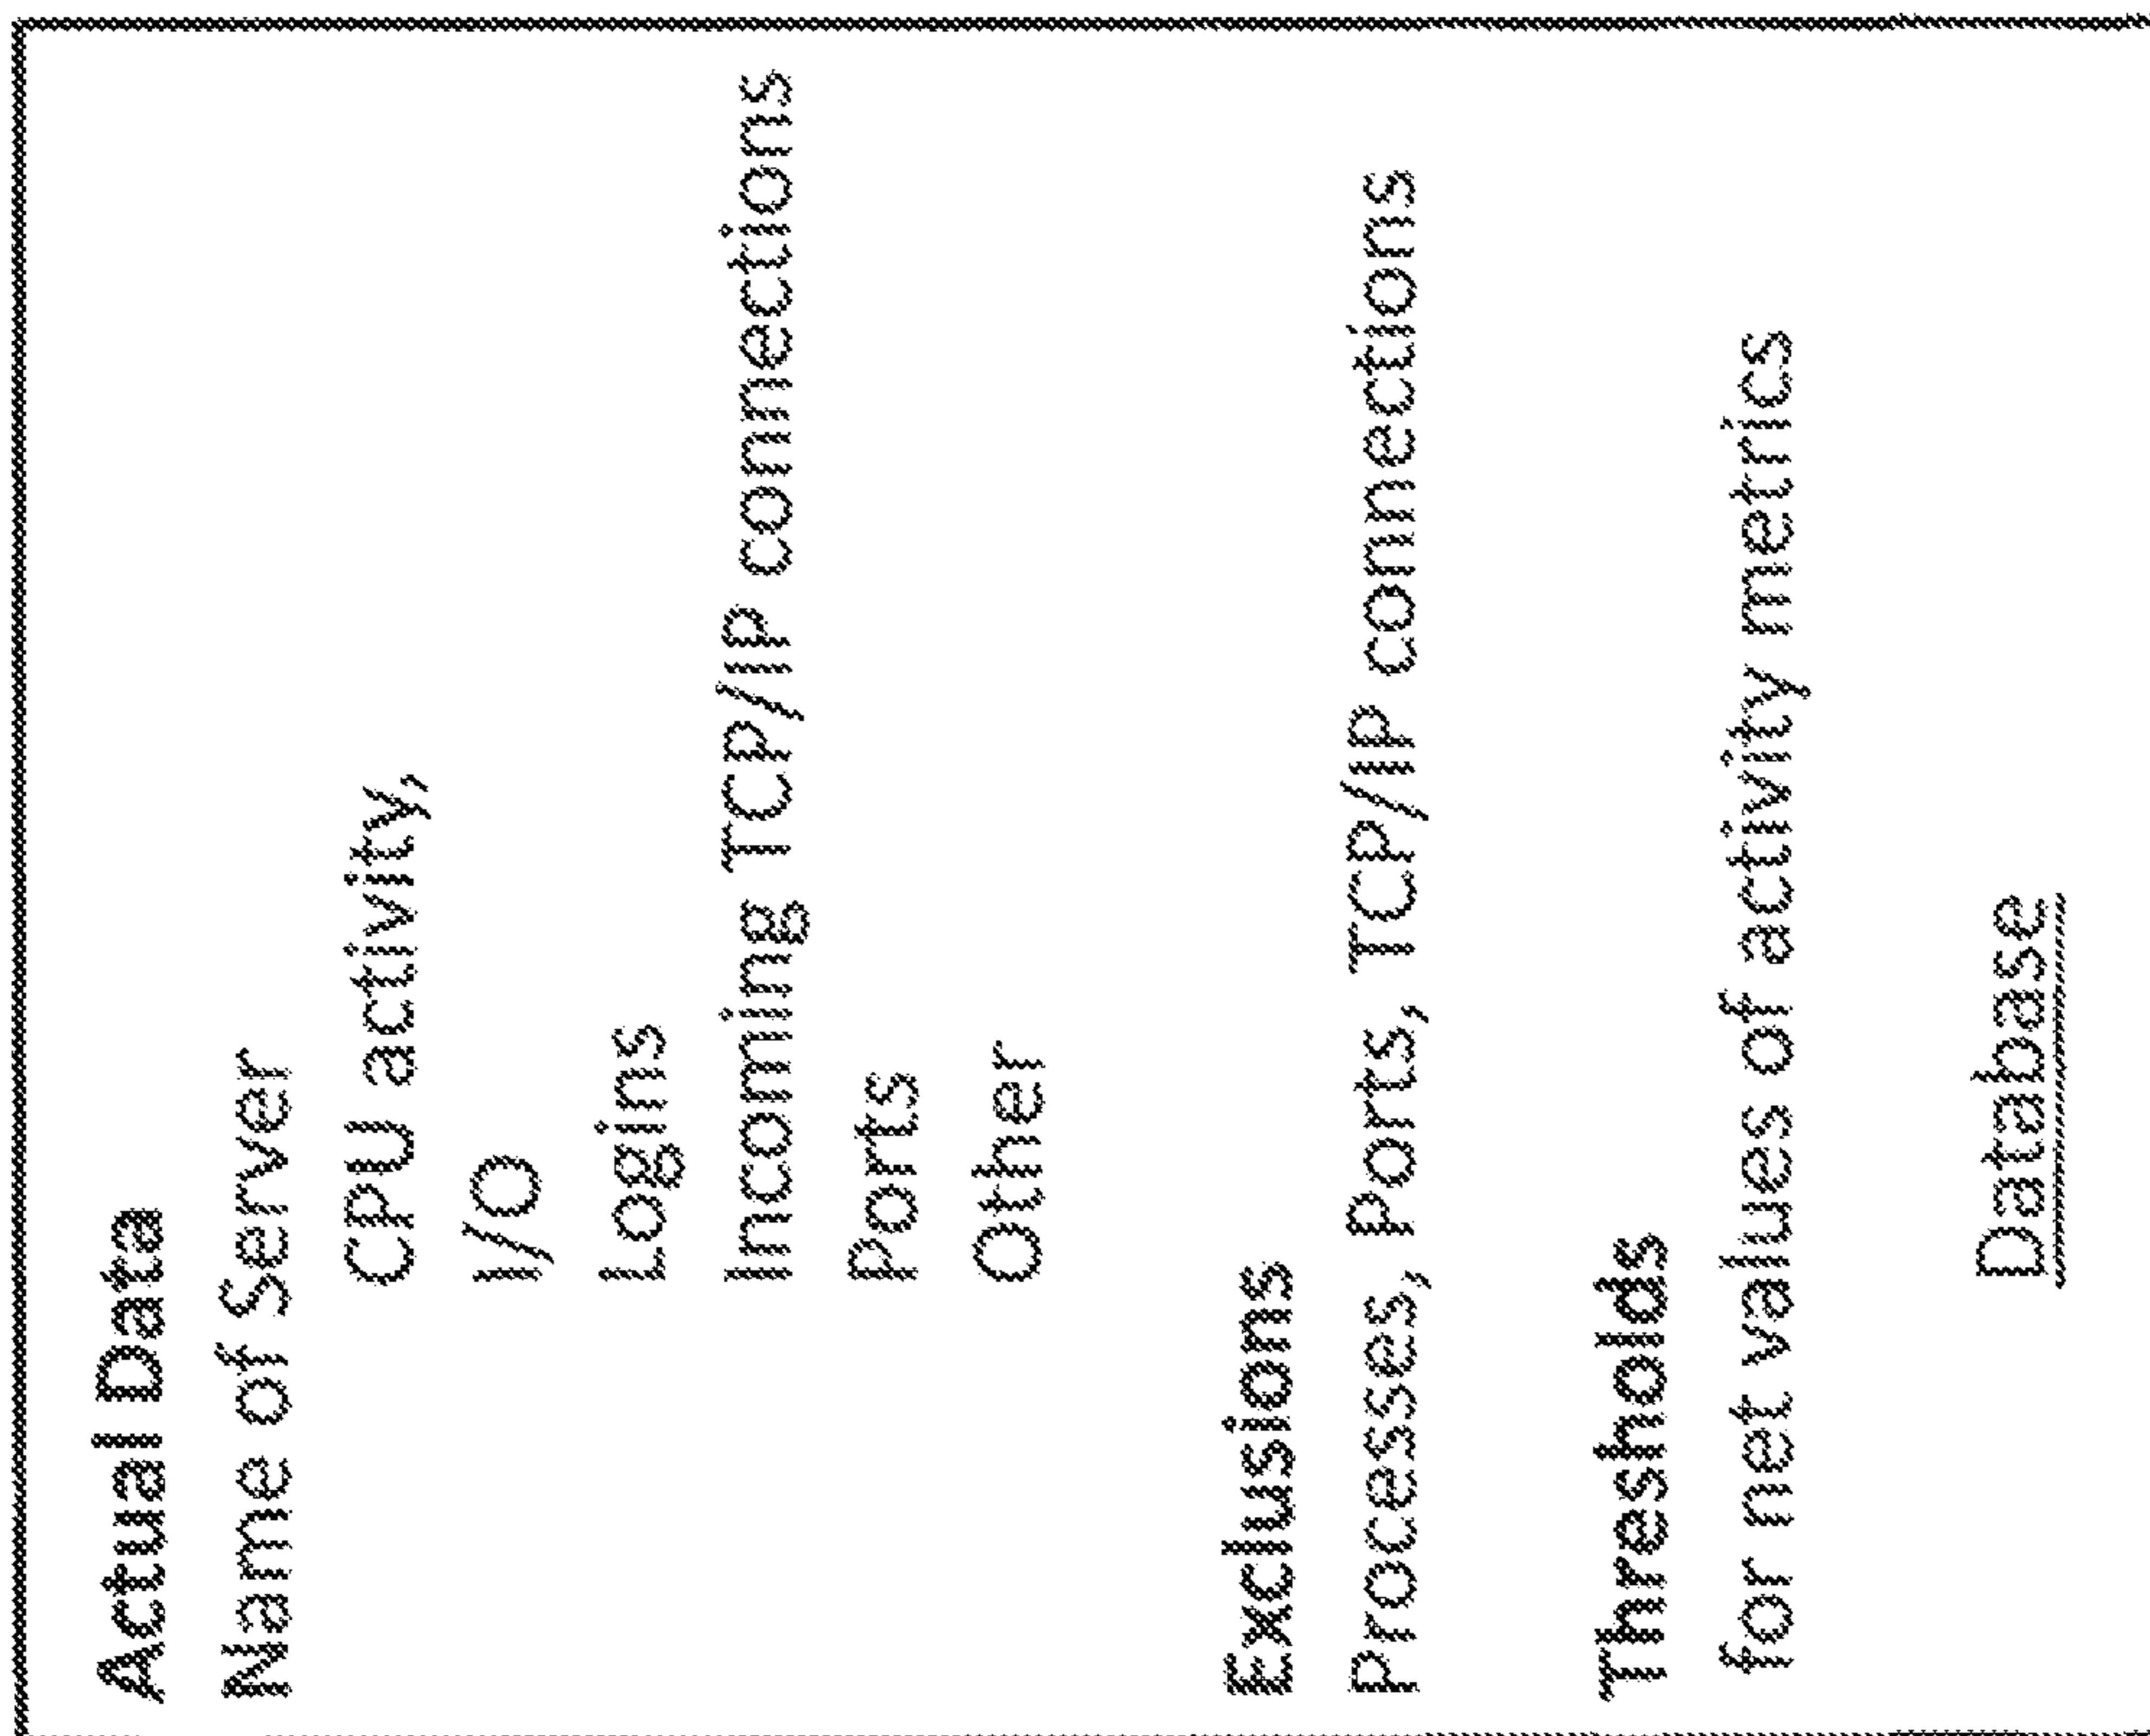 Actual Data
Name of Server
CPU activity,
I/O
Logins
Incoming TCP/IP connections
Ports
Other
Exclusions
Processes, Ports, TCP/IP connections
Thresholds
for net values of activity metrics
Database